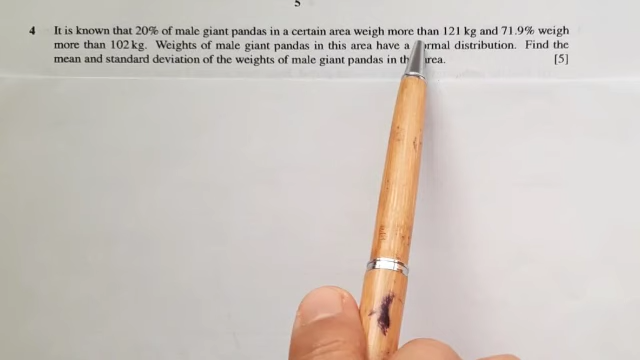 5
4 It is known that 20% of male giant pandas in a certain area weigh more than 121 kg and 71.9% weigh
more than 102 kg. Weights of male giant pandas in this area have a normal distribution. Find the
mean and standard deviation of the weights of male giant pandas in area. [5]